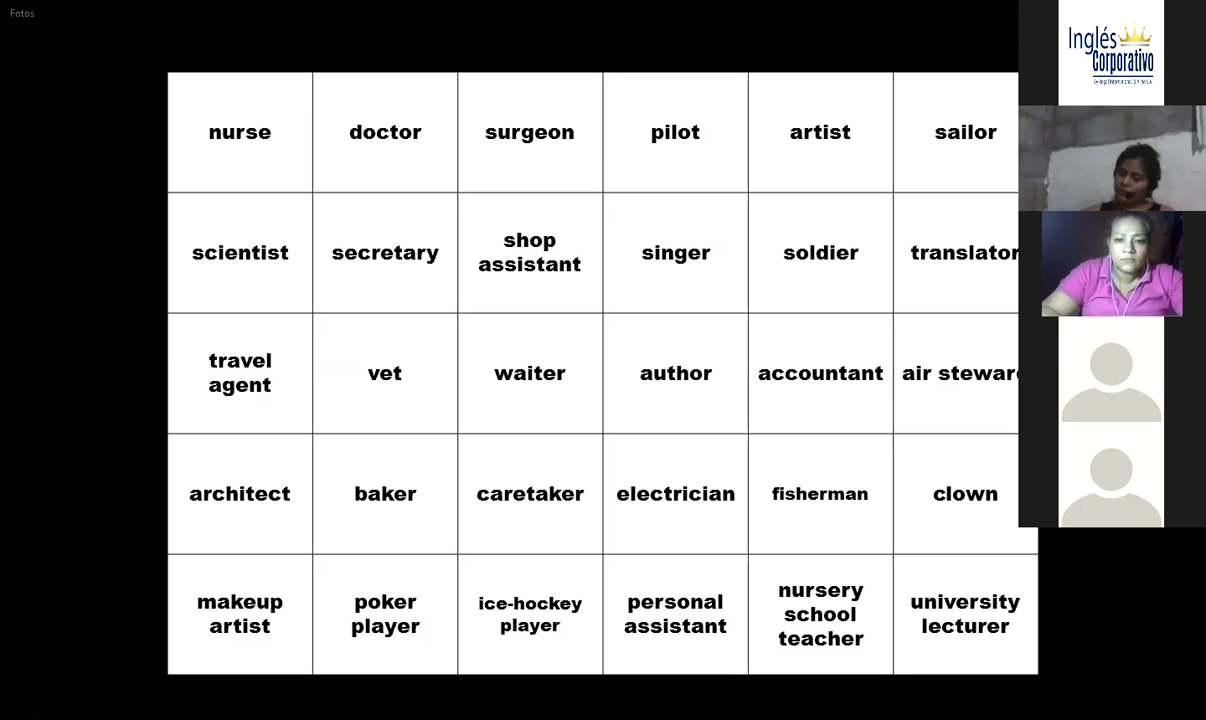 Fotos
Inglés
Corporativo
nurse
doctor
surgeon
pilot
artist
sailor
scientist
secretary
shop
assistant
singer
soldier
translator
travel
agent
vet
waiter
author
accountant
air steward
architect
baker
caretaker
electrician
fisherman
clown
makeup
artist
poker
player
ice-hockey
player
personal
assistant
nursery
school
teacher
university
lecturer